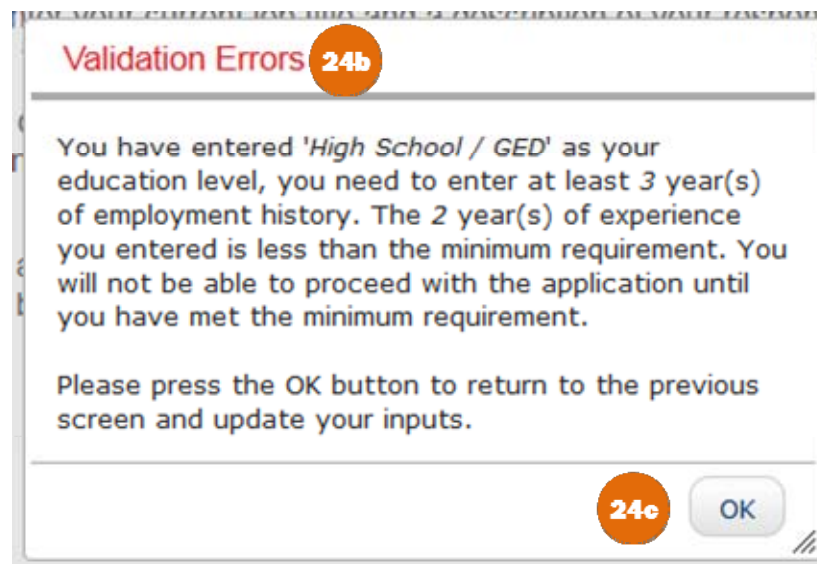 Validation Errors 24b
You have entered 'High School / GED' as your
education level, you need to enter at least 3 year(s)
of employment history. The 2 year(s) of experience
you entered is less than the minimum requirement. You
will not be able to proceed with the application until
you have met the minimum requirement.
Please press the OK button to return to the previous
screen and update your inputs.
24c OK